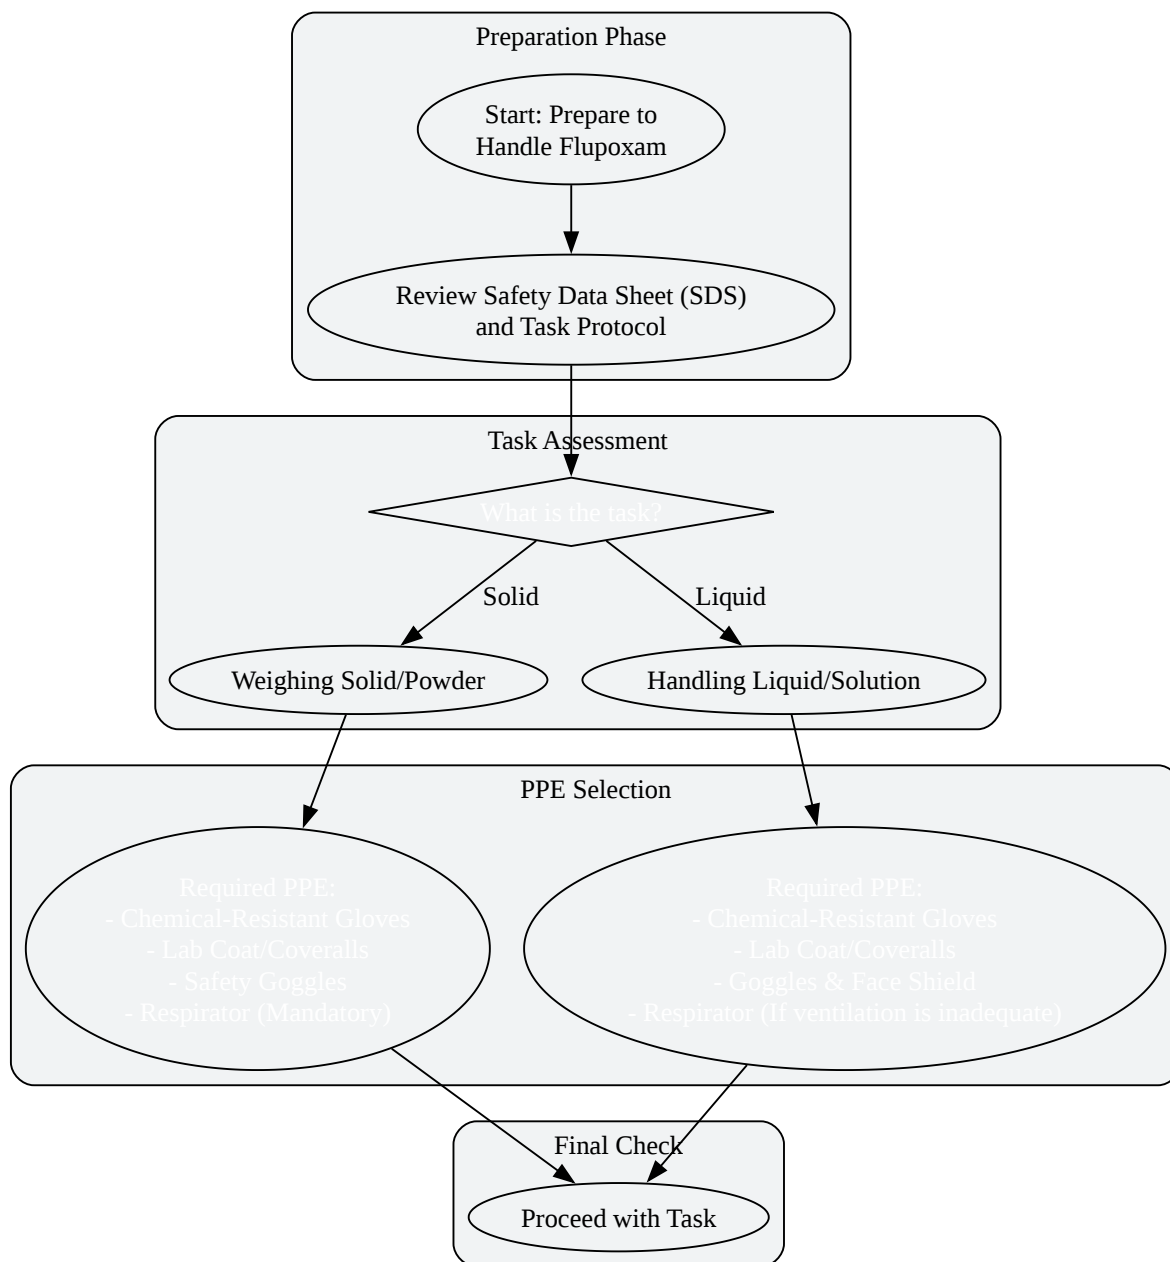 Preparation Phase
Start: Prepare to
Handle Flupoxam
Review Safety Data Sheet (SDS)
and Task Protocol
Task Assessment
What is the task?
Solid
Liquid
Weighing Solid/Powder
Handling Liquid/Solution
PPE Selection
Required PPE:
- Chemical-Resistant Gloves
- Lab Coat/Coveralls
- Safety Goggles
- Respirator (Mandatory)
Required PPE:
- Chemical-Resistant Gloves
- Lab Coat/Coveralls
- Goggles & Face Shield
- Respirator (If ventilation is inadequate)
Final Check
Proceed with Task